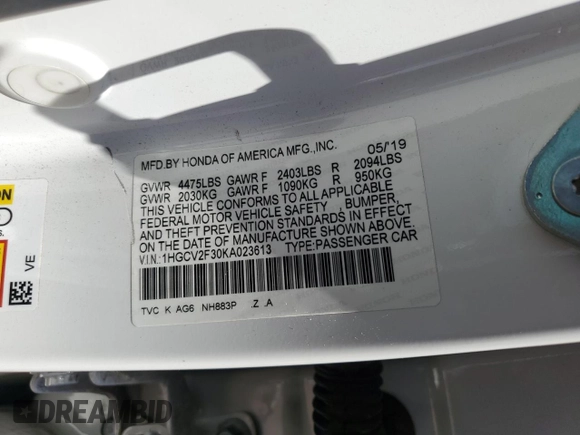 MFD.BY HONDA OF AMERICA MFG.,INC. 05/'19
GVWR 4475LBS GAWR F 2403LBS R 2094LBS
GVWR 2030KG GAWR F 1090KG R 950KG
THIS VEHICLE CONFORMS TO ALL APPLICABLE
FEDERAL MOTOR VEHICLE SAFETY , BUMPER,
AND THEFT PREVENTION STANDARDS IN EFFECT
ON THE DATE OF MANUFACTURE SHOWN ABOVE.
V.I.N.:1HGCV2F30KA023613 TYPE:PASSENGER CAR
TVC K AG6 NH883P .Z .A
ON
s.
VE
DREAMBID